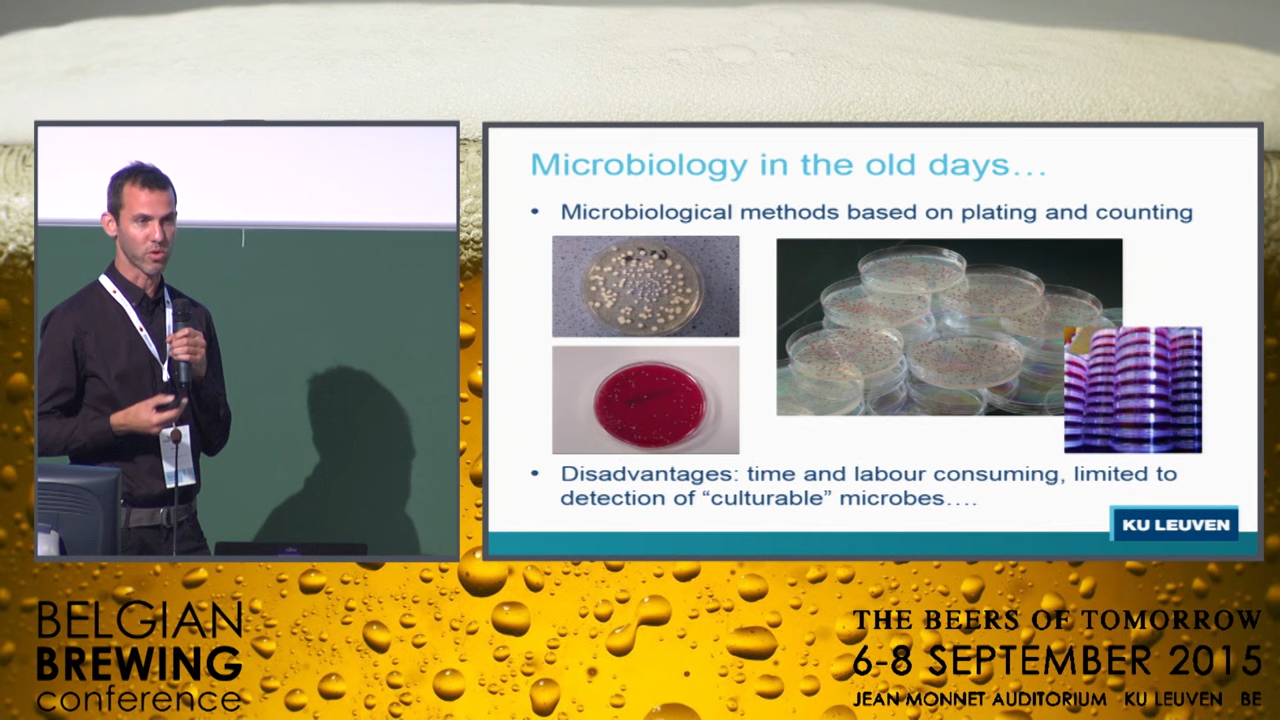 Microbiology in the old days…
• Microbiological methods based on plating and counting
• Disadvantages: time and labour consuming, limited to
detection of “culturable” microbes….
KU LEUVEN
BELGIAN
BREWING
conference
THE BEERS OF TOMORROW
6-8 SEPTEMBER 2015
JEAN MONNET AUDITORIUM KU LEUVEN BE